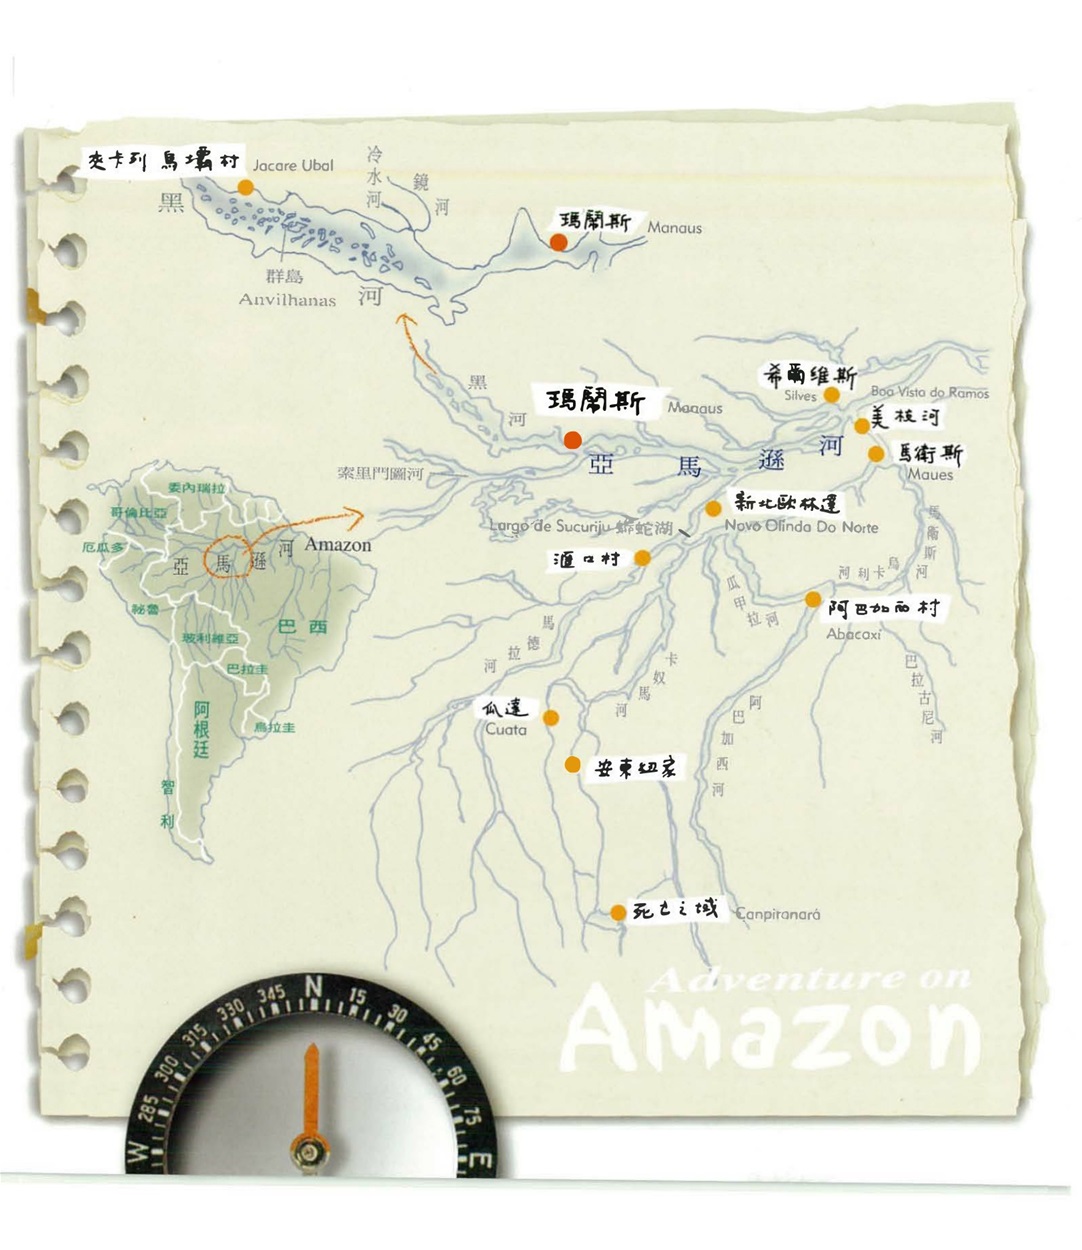 夾卡列烏壩村
Jacare Ubal
冷水河
鏡河
黑河
瑪鬧斯
Manaus
群島
Anvilhanas
黑河
瑪鬧斯
Manaus
希爾維斯
Silves
Boa Vista do Ramos
美枝河
馬衛斯
Maues
亞馬遜河
索里門圖河
新北歐林達
Novo Olinda Do Norte
Largo de Sucuriju 蟒蛇湖
滙口村
馬衛斯河
河利卡烏
瓜甲拉河
阿巴加西村
Abacaxi
馬德拉河
卡奴馬河
巴拉古尼河
阿巴加西河
瓜達
Cuata
安東紐家
死亡之域
Canpiranará
委內瑞拉
哥倫比亞
厄瓜多
亞馬遜河
Amazon
秘魯
巴西
玻利維亞
巴拉圭
阿根廷
烏拉圭
智利
Adventure on
Amazon
W 285 300 315 330 345 N 15 30 45 60 75 E